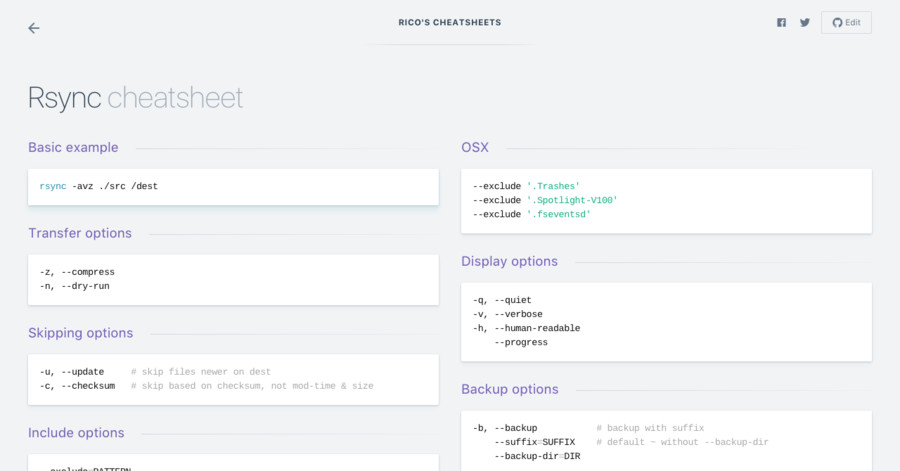 RICO'S CHEATSHEETS
Edit
Rsync cheatsheet
Basic example
rsync -avz ./src /dest
Transfer options
-z, --compress
-n, --dry-run
Skipping options
-u, --update     # skip files newer on dest
-c, --checksum   # skip based on checksum, not mod-time & size
Include options
--exclude=PATTERN
OSX
--exclude '.Trashes'
--exclude '.Spotlight-V100'
--exclude '.fseventsd'
Display options
-q, --quiet
-v, --verbose
-h, --human-readable
--progress
Backup options
-b, --backup           # backup with suffix
--suffix=SUFFIX    # default ~ without --backup-dir
--backup-dir=DIR